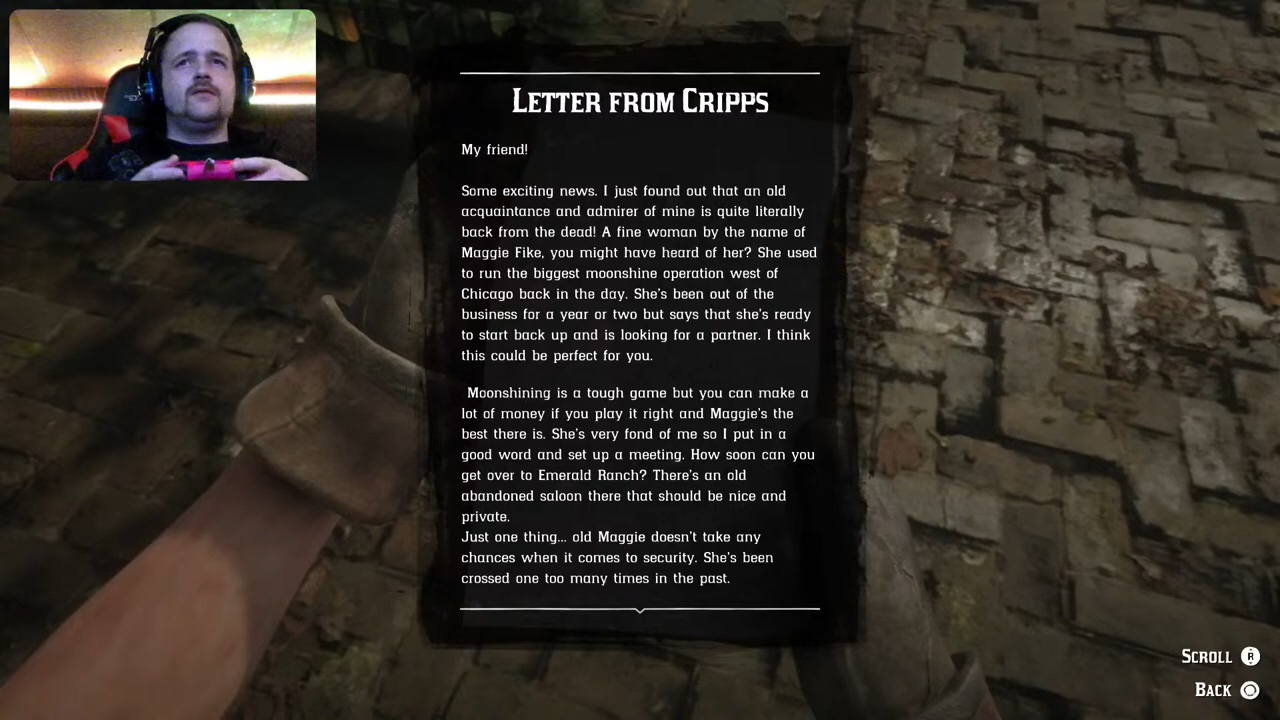 Letter from Cripps
My friend!
Some exciting news. I just found out that an old
acquaintance and admirer of mine is quite literally
back from the dead! A fine woman by the name of
Maggie Fike, you might have heard of her? She used
to run the biggest moonshine operation west of
Chicago back in the day. She's been out of the
business for a year or two but says that she's ready
to start back up and is looking for a partner. I think
this could be perfect for you.
Moonshining is a tough game but you can make a
lot of money if you play it right and Maggie's the
best there is. She's very fond of me so I put in a
good word and set up a meeting. How soon can you
get over to Emerald Ranch? There's an old
abandoned saloon there that should be nice and
private.
Just one thing... old Maggie doesn't take any
chances when it comes to security. She's been
crossed one too many times in the past.
Scroll R
Back